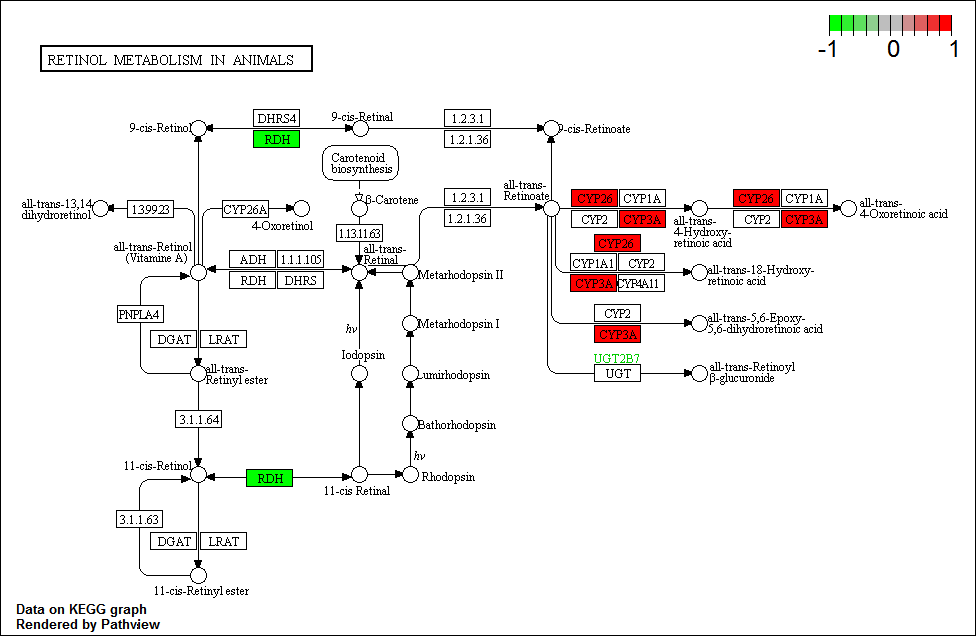 -1 0 1
RETINOL METABOLISM IN ANIMALS
DHRS4
RDH
9-cis-Retinol
9-cis-Retinal
1.2.3.1
1.2.1.36
9-cis-Retinoate
Carotenoid
biosynthesis
β-Carotene
1.13.11.63
all-trans-
Retinal
all-trans-13,14
dihydroretinol
1.3.99.23
CYP26A
4-Oxoretinol
1.2.3.1
1.2.1.36
all-trans-
Retinoate
CYP26
CYP1A
CYP2
CYP3A
all-trans-
4-Hydroxy-
retinoic acid
CYP26
CYP1A
CYP2
CYP3A
all-trans-
4-Oxoretinoic acid
all-trans-Retinol
(Vitamine A)
ADH
1.1.1.105
RDH
DHRS
Metarhodopsin II
CYP26
CYP1A1
CYP2
CYP3A
CYP4A11
all-trans-18-Hydroxy-
retinoic acid
PNPLA4
DGAT
LRAT
hν
Iodopsin
Metarhodopsin I
CYP2
CYP3A
all-trans-5,6-Epoxy-
5,6-dihydroretinoic acid
all-trans-
Retinyl ester
Lumirhodopsin
UGT2B7
UGT
all-trans-Retinoyl
β-glucuronide
3.1.1.64
Bathorhodopsin
hν
11-cis-Retinol
RDH
11-cis Retinal
Rhodopsin
3.1.1.63
DGAT
LRAT
11-cis-Retinyl ester
Data on KEGG graph
Rendered by Pathview